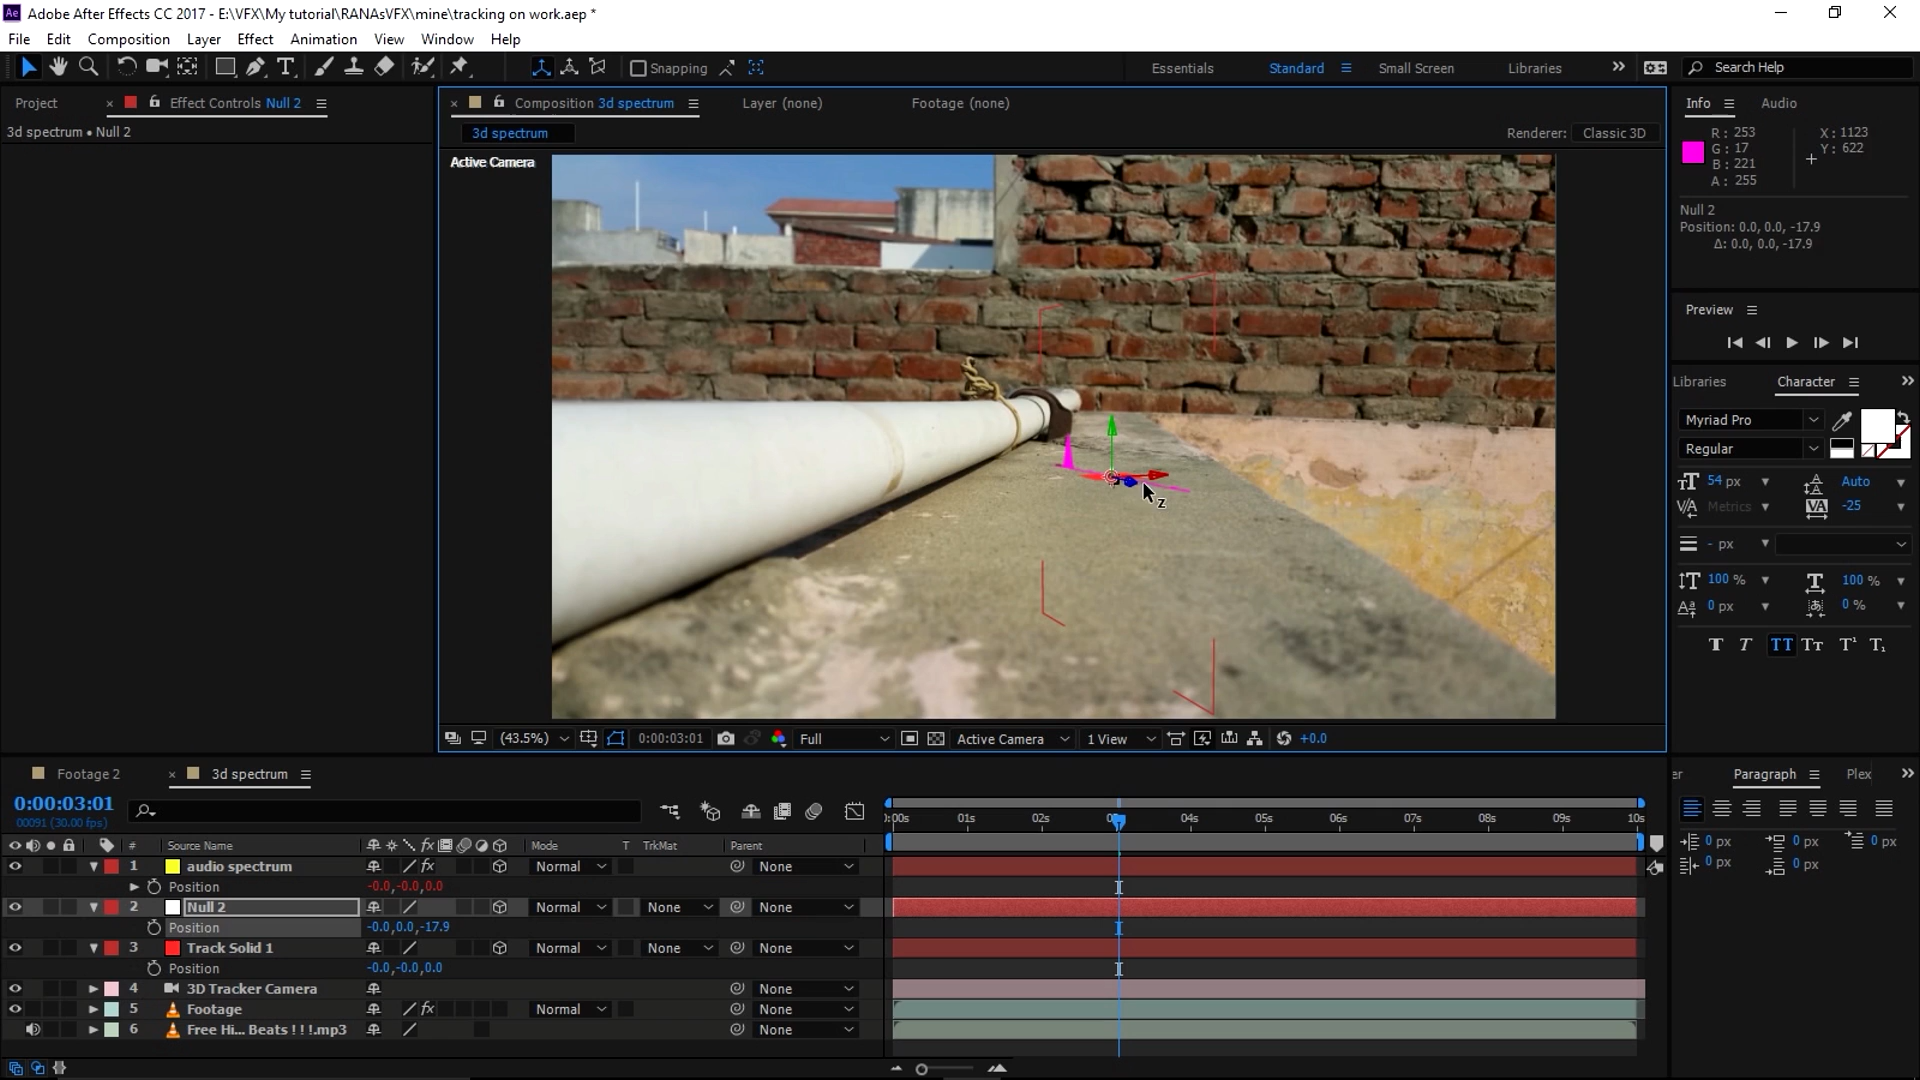 Adobe After Effects CC 2017 - E:\VFX\My tutorial\RANAsVFX\mine\tracking on work.aep *
File Edit Composition Layer Effect Animation View Window Help
Snapping Essentials Standard Small Screen Libraries Search Help
Project Effect Controls Null 2 Composition 3d spectrum Layer (none) Footage (none) Info Audio
3d spectrum • Null 2 3d spectrum Renderer: Classic 3D
Active Camera
R : 253 X : 1123
G : 17 Y : 622
B : 221
A : 255
Null 2
Position: 0.0, 0.0, -17.9
Δ: 0.0, 0.0, -17.9
Preview
Libraries Character
Myriad Pro
Regular
54 px Auto
Metrics -25
- px
100 % 100 %
0 px 0 %
z
(43.5%) 0:00:03:01 Full Active Camera 1 View +0.0
Footage 2 3d spectrum er Paragraph Plex
0:00:03:01
00091 (30.00 fps)
:00s 01s 02s 04s 05s 06s 07s 08s 09s 10s
0 px 0 px 0 px
0 px 0 px
# Source Name Mode T TrkMat Parent
1 audio spectrum Normal None
Position -0.0,-0.0,0.0
2 Null 2 Normal None None
Position -0.0,0.0,-17.9
3 Track Solid 1 Normal None None
Position -0.0,-0.0,0.0
4 3D Tracker Camera None
5 Footage Normal None
6 Free Hi... Beats ! ! !.mp3 None